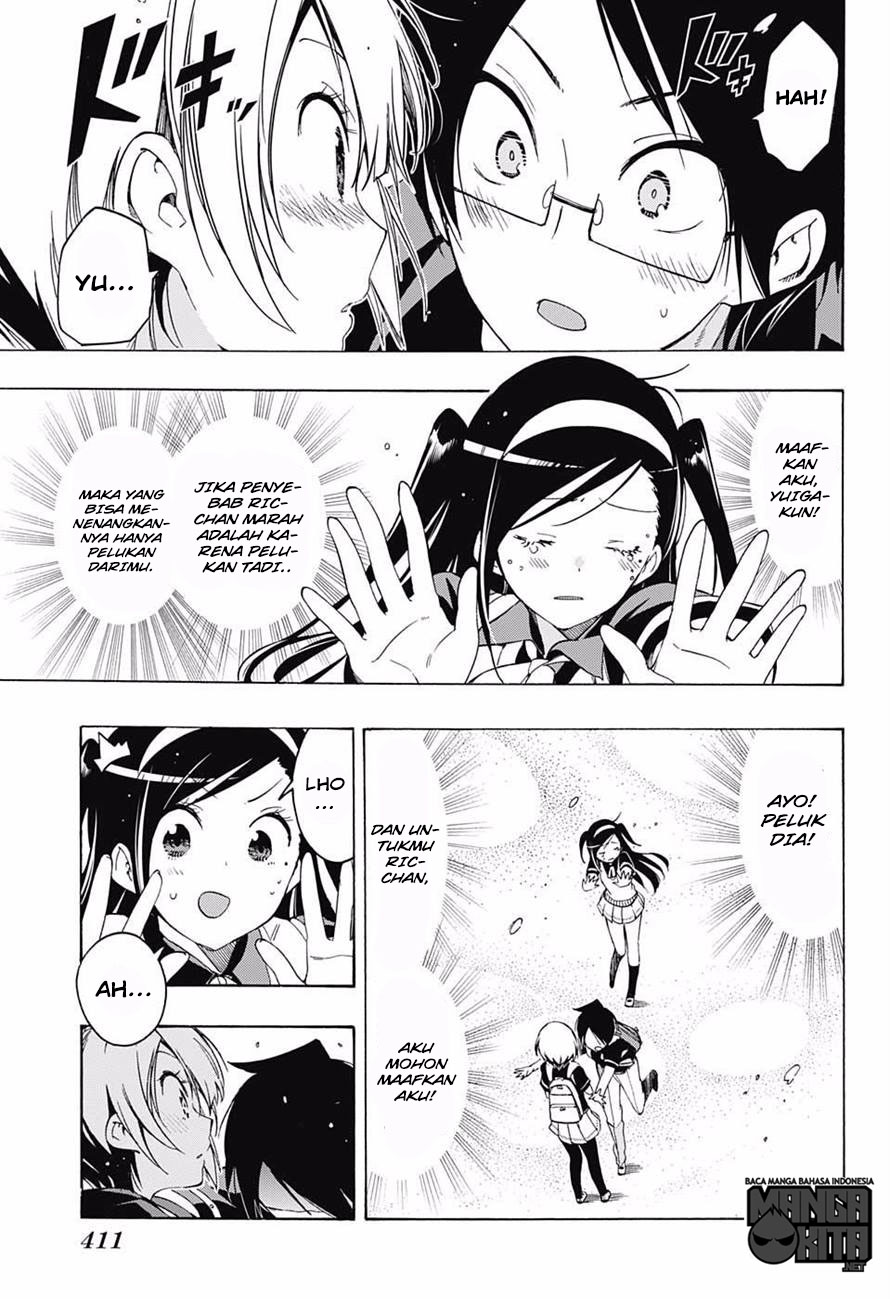 HAH!
ドキ
ドキ
YU...
MAAF-
KAN
AKU,
YUIGA-
KUN!
JIKA PENYE-
BAB RIC-
CHAN MARAH
ADALAH KA-
RENA PELU-
KAN TADI..
MAKA YANG
BISA ME-
NENANGKAN-
NYA HANYA
PELUKAN
DARIMU.
AYO!
PELUK
DIA!
DAN UN-
TUKMU
RIC-
CHAN,
AKU
MOHON
MAAFKAN
AKU!
LHO
...
AH...
411
BACA MANGA BAHASA INDONESIA
MANGA
KITA
.NET